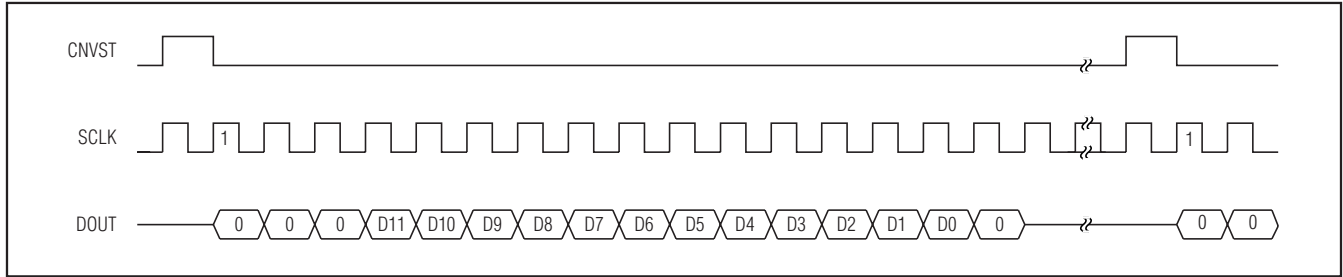 CNVST
SCLK 1 1
DOUT 0 0 0 D11 D10 D9 D8 D7 D6 D5 D4 D3 D2 D1 D0 0 0 0